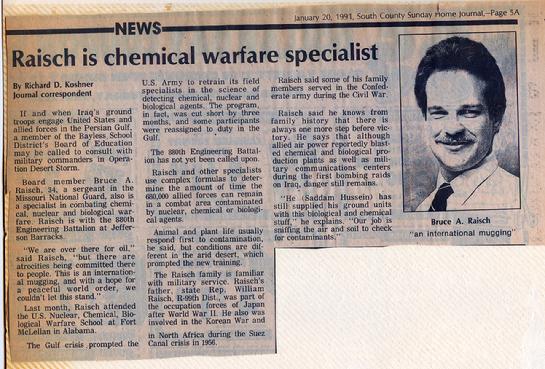 January 20, 1991, South County Sunday Home Journal,—Page 5A
NEWS
Raisch is chemical warfare specialist
By Richard D. Koshner
Journal correspondent
If and when Iraq's ground
troops engage United States and
allied forces in the Persian Gulf,
a member of the Bayless School
District's Board of Education
may be called to consult with
military commanders in Opera-
tion Desert Storm.
Board member Bruce A.
Raisch, 34, a sergeant in the
Missouri National Guard, also is
a specialist in combating chemi-
cal, nuclear and biological war-
fare. Raisch is with the 880th
Engineering Battalion at Jeffer-
son Barracks.
"We are over there for oil,"
said Raisch, "but there are
atrocities being committed there
to people. This is an internation-
al mugging, and with a hope for
a peaceful world order, we
couldn't let this stand."
Last month, Raisch attended
the U.S. Nuclear, Chemical, Bio-
logical Warfare School at Fort
McLellan in Alabama.
The Gulf crisis prompted the
U.S. Army to retrain its field
specialists in the science of
detecting chemical, nuclear and
biological agents. The program,
in fact, was cut short by three
months, and some participants
were reassigned to duty in the
Gulf.
The 880th Engineering Battal-
ion has not yet been called upon.
Raisch and other specialists
use complex formulas to deter-
mine the amount of time the
680,000 allied forces can remain
in a combat area contaminated
by nuclear, chemical or biologi-
cal agents.
Animal and plant life usually
respond first to contamination,
he said, but conditions are dif-
ferent in the arid desert, which
prompted the new training.
The Raisch family is familiar
with military service. Raisch's
father, state Rep. William
Raisch, R-99th Dist., was part of
the occupation forces of Japan
after World War II. He also was
involved in the Korean War and
in North Africa during the Suez
Canal crisis in 1956.
Raisch said some of his family
members served in the Confed-
erate army during the Civil War.
Raisch said he knows from
family history that there is
always one more step before vic-
tory. He says that although
allied air power reportedly blast-
ed chemical and biological pro-
duction plants as well as mili-
tary communications centers
during the first bombing raids
on Iraq, danger still remains.
"He (Saddam Hussein) has
still supplied his ground units
with this biological and chemical
stuff," he explains. "Our job is
sniffing the air and soil to check
for contaminants."
Bruce A. Raisch
"an international mugging"